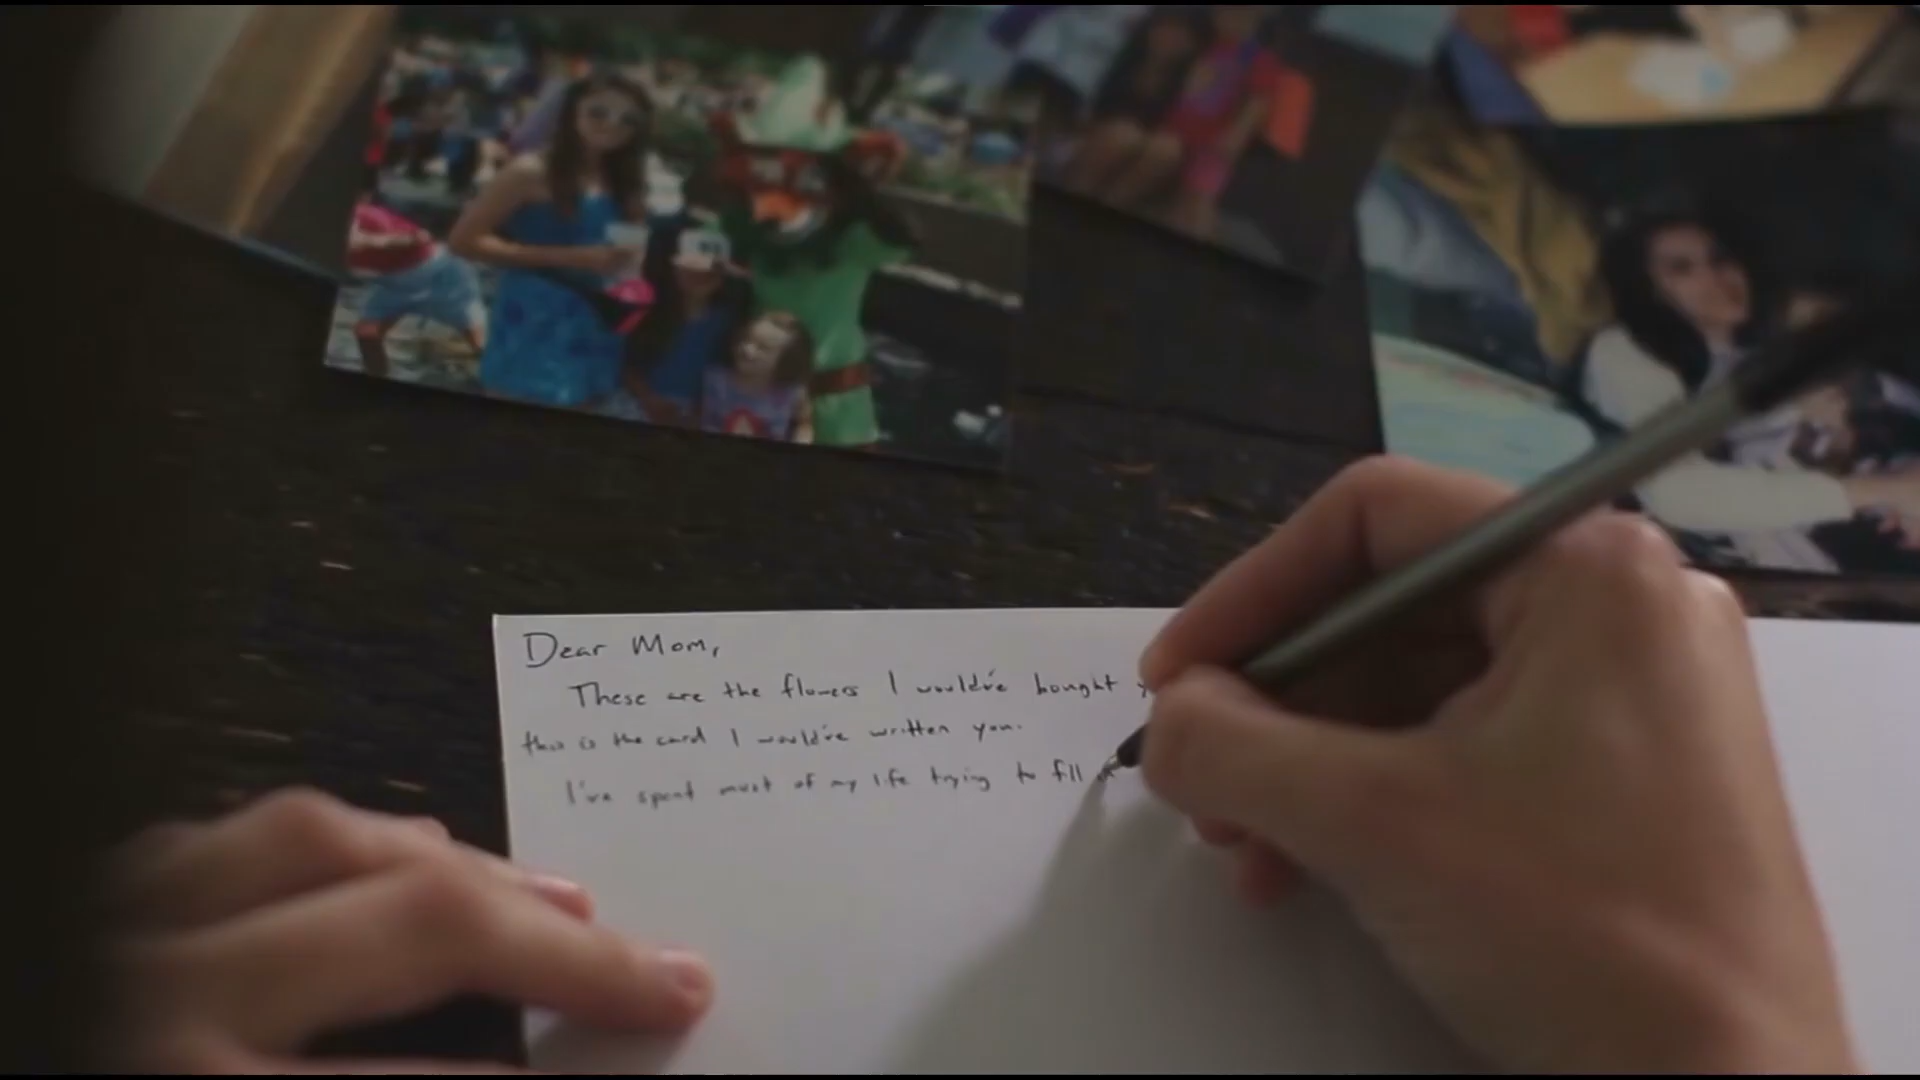 Dear Mom,
These are the flowers I would've bought y
this is the card I would've written you.
I've spent most of my life trying to fill